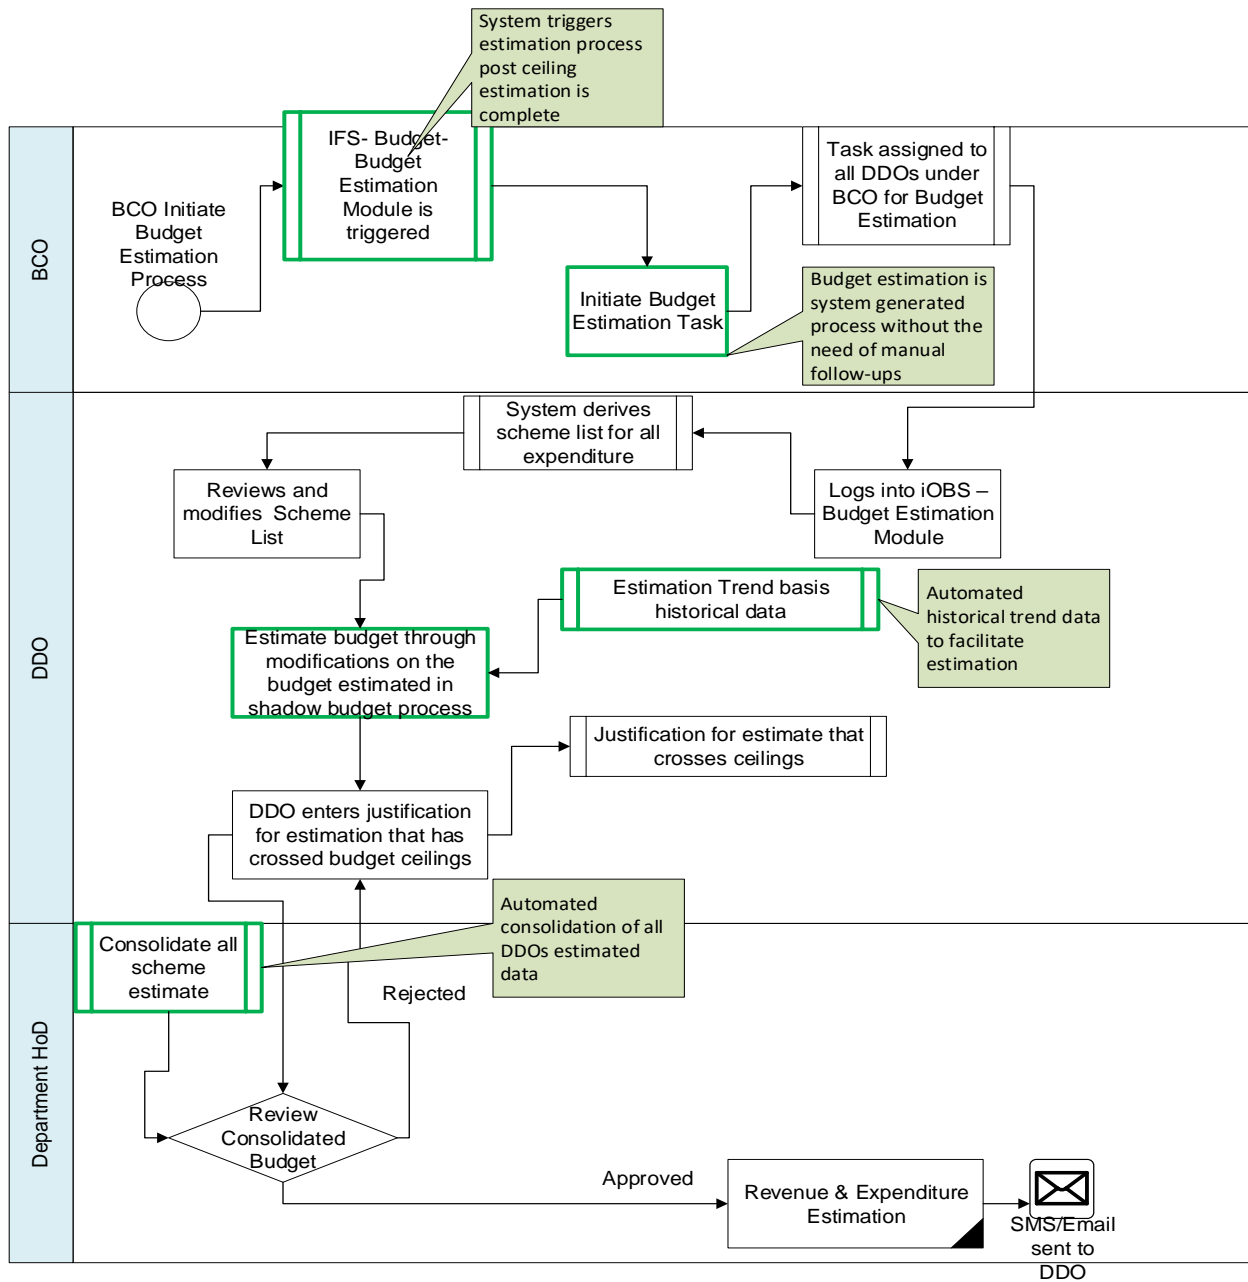 System triggers
estimation process
post ceiling
estimation is
complete
BCO
BCO Initiate
Budget
Estimation
Process
IFS- Budget-
Budget
Estimation
Module is
triggered
Task assigned to
all DDOs under
BCO for Budget
Estimation
Initiate Budget
Estimation Task
Budget estimation is
system generated
process without the
need of manual
follow-ups
DDO
System derives
scheme list for all
expenditure
Reviews and
modifies Scheme
List
Logs into iOBS –
Budget Estimation
Module
Estimation Trend basis
historical data
Automated
historical trend data
to facilitate
estimation
Estimate budget through
modifications on the
budget estimated in
shadow budget process
Justification for estimate that
crosses ceilings
DDO enters justification
for estimation that has
crossed budget ceilings
Department HoD
Consolidate all
scheme
estimate
Automated
consolidation of all
DDOs estimated
data
Rejected
Review
Consolidated
Budget
Approved
Revenue & Expenditure
Estimation
SMS/Email
sent to
DDO